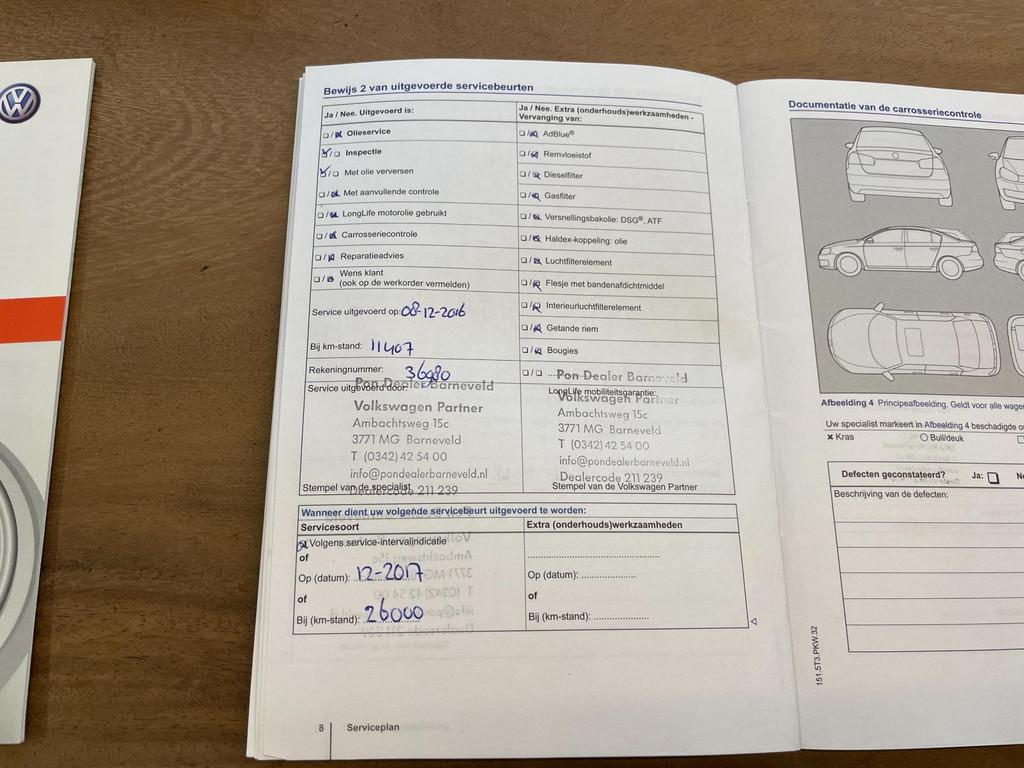 Bewijs 2 van uitgevoerde servicebeurten
Ja / Nee. Uitgevoerd is:
Olieservice
Inspectie
Met olie verversen
Met aanvullende controle
LongLife motorolie gebruikt
Carrosseriecontrole
Reparatieadvies
Wens klant
(ook op de werkorder vermelden)
Service uitgevoerd op: 08-12-2016
Bij km-stand: 11407
Rekeningnummer: 36980
Service uitgevoerd door:
Pon Dealer Barneveld
Volkswagen Partner
Ambachtsweg 15c
3771 MG Barneveld
T (0342) 42 54 00
info@pondealerbarneveld.nl
Dealercode 211 239
Stempel van de specialist
Ja / Nee. Extra (onderhouds)werkzaamheden -
Vervanging van:
AdBlue®
Remvloeistof
Dieselfilter
Gasfilter
Versnellingsbakolie: DSG®, ATF
Haldex-koppeling: olie
Luchtfilterelement
Flesje met bandenafdichtmiddel
Interieurluchtfilterelement
Getande riem
Bougies
Pon Dealer Barneveld
LongLife mobiliteitsgarantie:
Volkswagen Partner
Ambachtsweg 15c
3771 MG Barneveld
T (0342) 42 54 00
info@pondealerbarneveld.nl
Dealercode 211 239
Stempel van de Volkswagen Partner
Wanneer dient uw volgende servicebeurt uitgevoerd te worden:
Servicesoort
Volgens service-intervalindicatie
of
Op (datum): 12-2017
of
Bij (km-stand): 26000
Extra (onderhouds)werkzaamheden
Op (datum):
of
Bij (km-stand):
8 Serviceplan
Documentatie van de carrosseriecontrole
Afbeelding 4 Principeafbeelding. Geldt voor alle
Uw specialist markeert in Afbeelding 4 beschadigde
x Kras Buil/deuk
Defecten geconstateerd? Ja:
Beschrijving van de defecten:
151.5T3.PKW.32